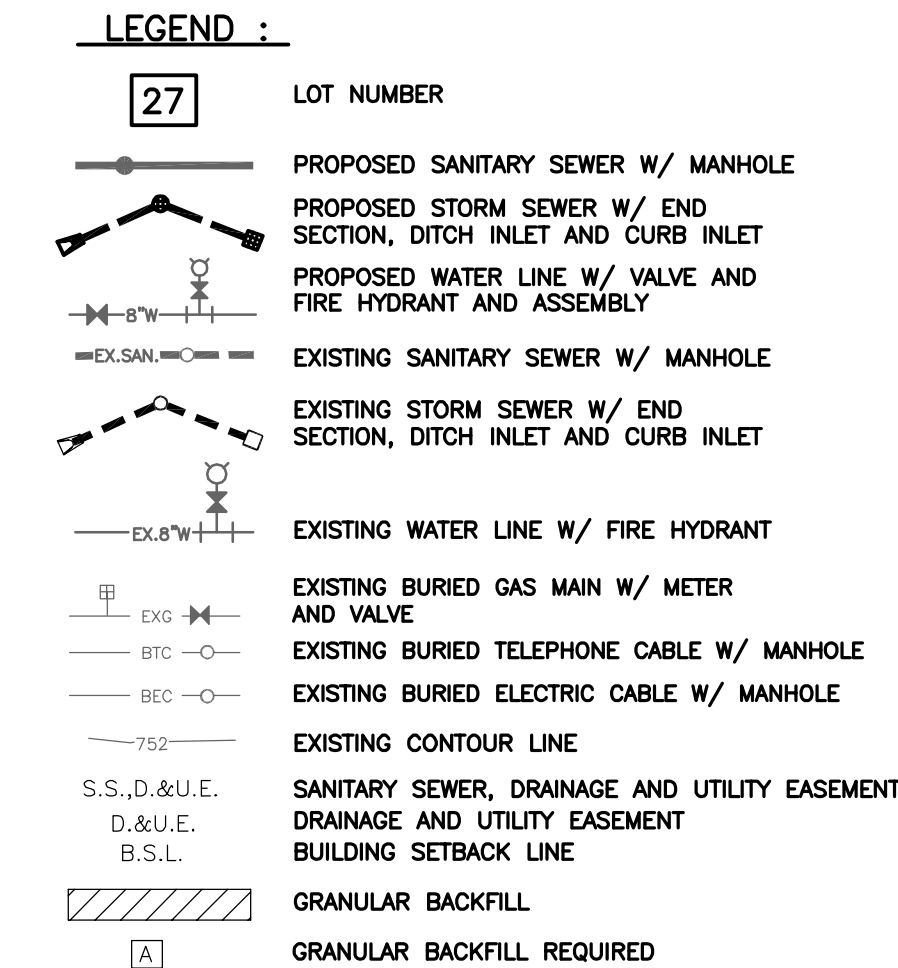 LEGEND :
27 LOT NUMBER
PROPOSED SANITARY SEWER W/ MANHOLE
PROPOSED STORM SEWER W/ END
SECTION, DITCH INLET AND CURB INLET
PROPOSED WATER LINE W/ VALVE AND
8"W FIRE HYDRANT AND ASSEMBLY
EX.SAN. EXISTING SANITARY SEWER W/ MANHOLE
EXISTING STORM SEWER W/ END
SECTION, DITCH INLET AND CURB INLET
EX.8"W EXISTING WATER LINE W/ FIRE HYDRANT
EXISTING BURIED GAS MAIN W/ METER
EXG AND VALVE
BTC EXISTING BURIED TELEPHONE CABLE W/ MANHOLE
BEC EXISTING BURIED ELECTRIC CABLE W/ MANHOLE
752 EXISTING CONTOUR LINE
S.S.,D.&U.E. SANITARY SEWER, DRAINAGE AND UTILITY EASEMENT
D.&U.E. DRAINAGE AND UTILITY EASEMENT
B.S.L. BUILDING SETBACK LINE
GRANULAR BACKFILL
A GRANULAR BACKFILL REQUIRED